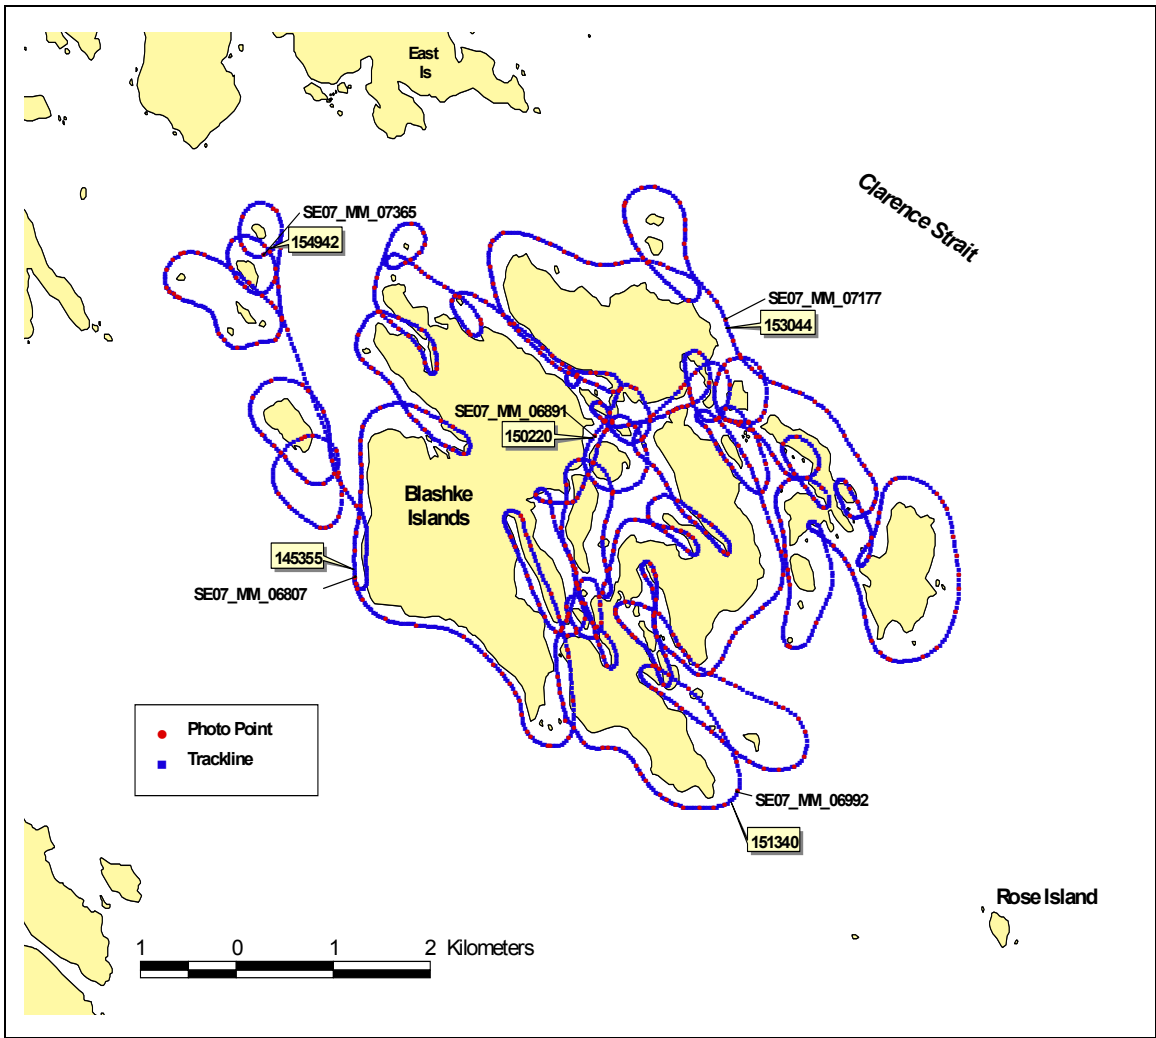 East
Is
Clarence Strait
SE07_MM_07365
154942
SE07_MM_07177
153044
SE07_MM_06891
150220
Blashke
Islands
145355
SE07_MM_06807
Photo Point
Trackline
SE07_MM_06992
151340
Rose Island
1 0 1 2 Kilometers